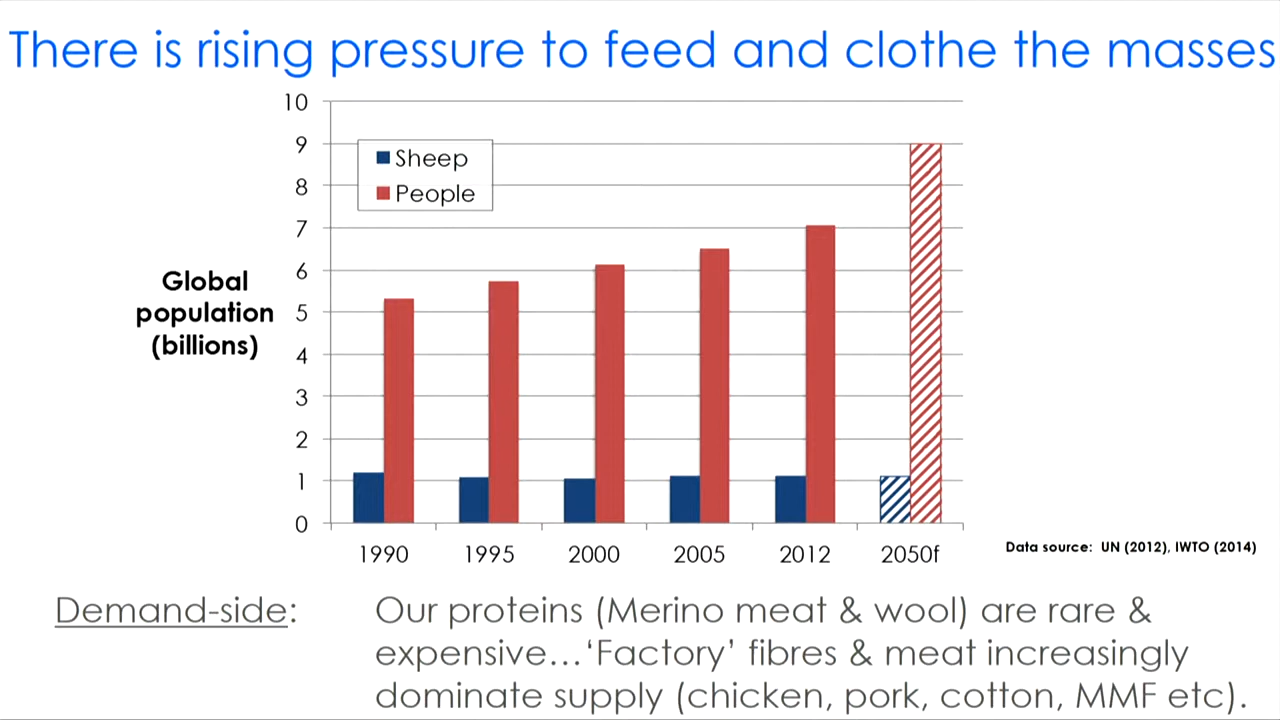 There is rising pressure to feed and clothe the masses
10
9
8
7
6
5
4
3
2
1
0
Sheep
People
Global
population
(billions)
1990 1995 2000 2005 2012 2050f
Data source: UN (2012), IWTO (2014)
Demand-side: Our proteins (Merino meat & wool) are rare &
expensive...‘Factory’ fibres & meat increasingly
dominate supply (chicken, pork, cotton, MMF etc).